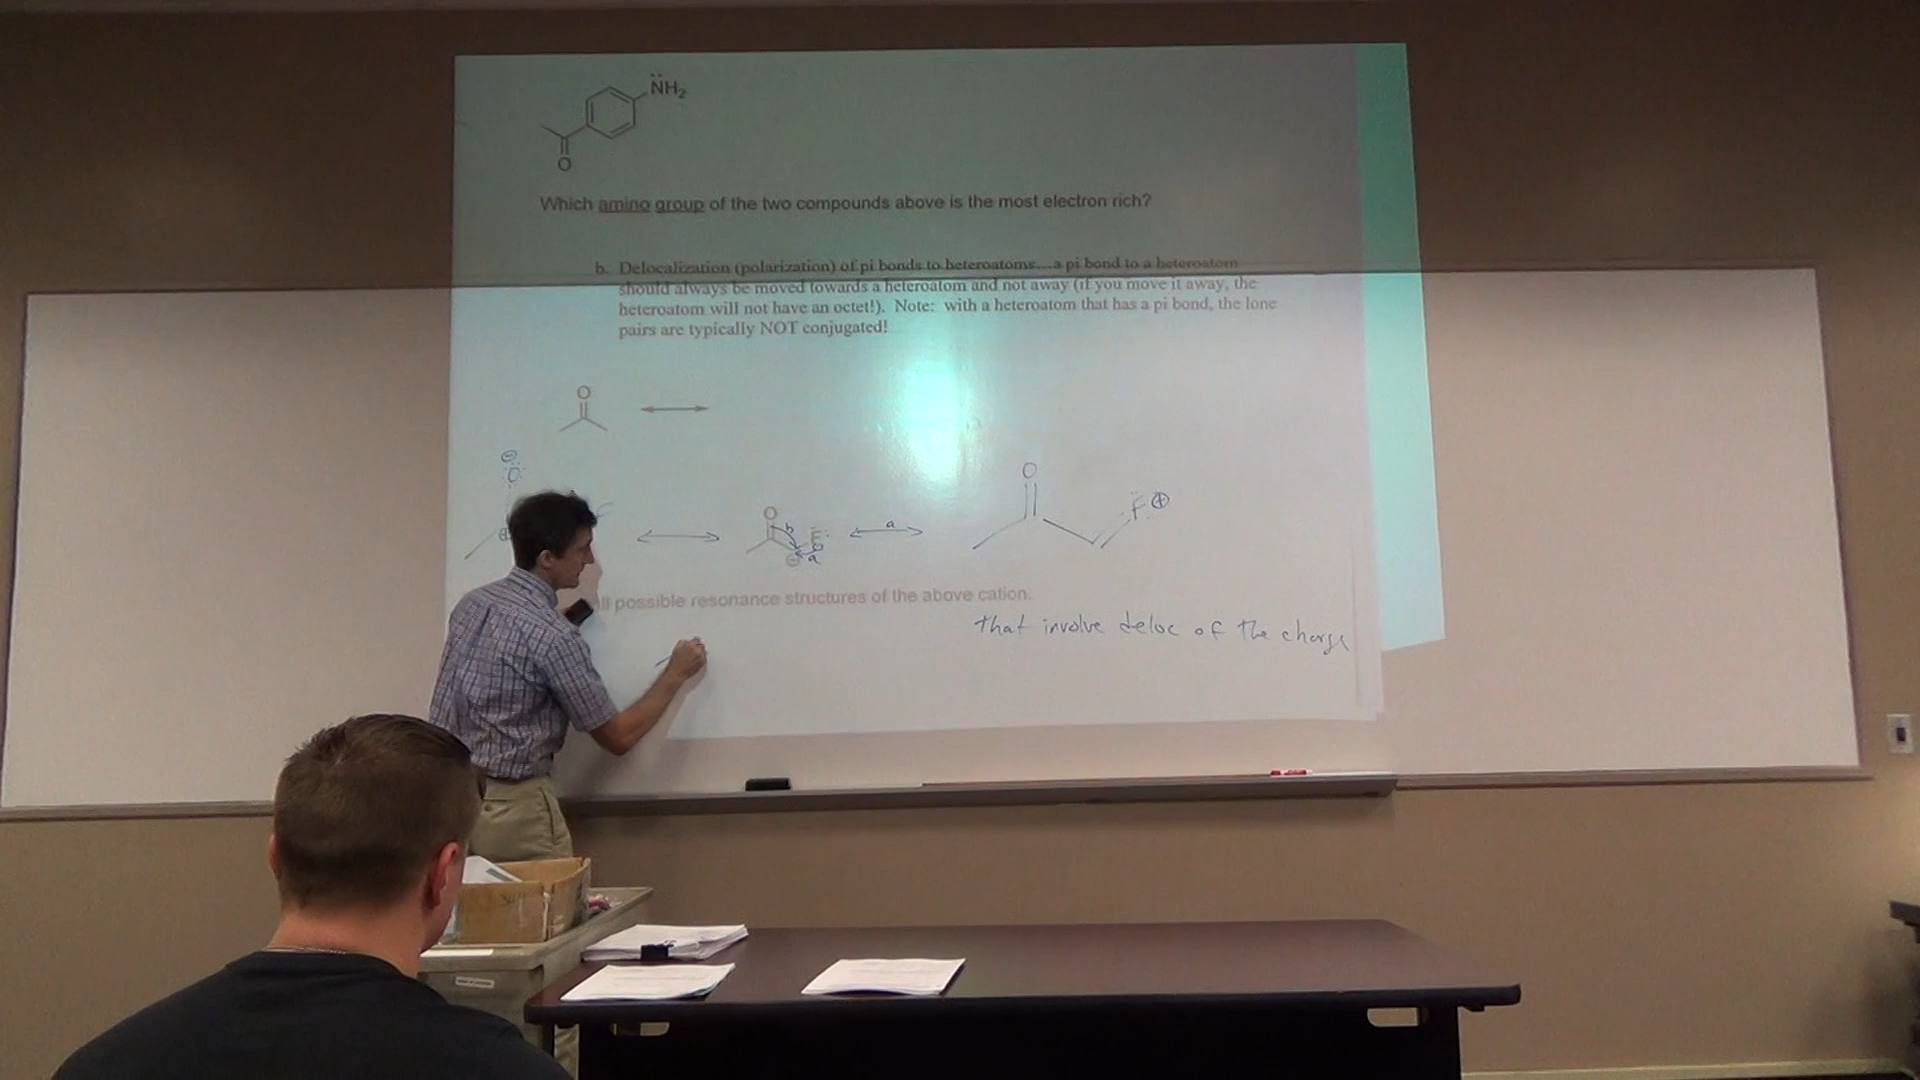 N̈H₂
O
Which amino group of the two compounds above is the most electron rich?
b. Delocalization (polarization) of pi bonds to heteroatoms....a pi bond to a heteroatom
should always be moved towards a heteroatom and not away (if you move it away, the
heteroatom will not have an octet!). Note: with a heteroatom that has a pi bond, the lone
pairs are typically NOT conjugated!
O
⊖
O
⊕
O b F a ⊖
a
O F ⊕
all possible resonance structures of the above cation.
that involve deloc of the charge